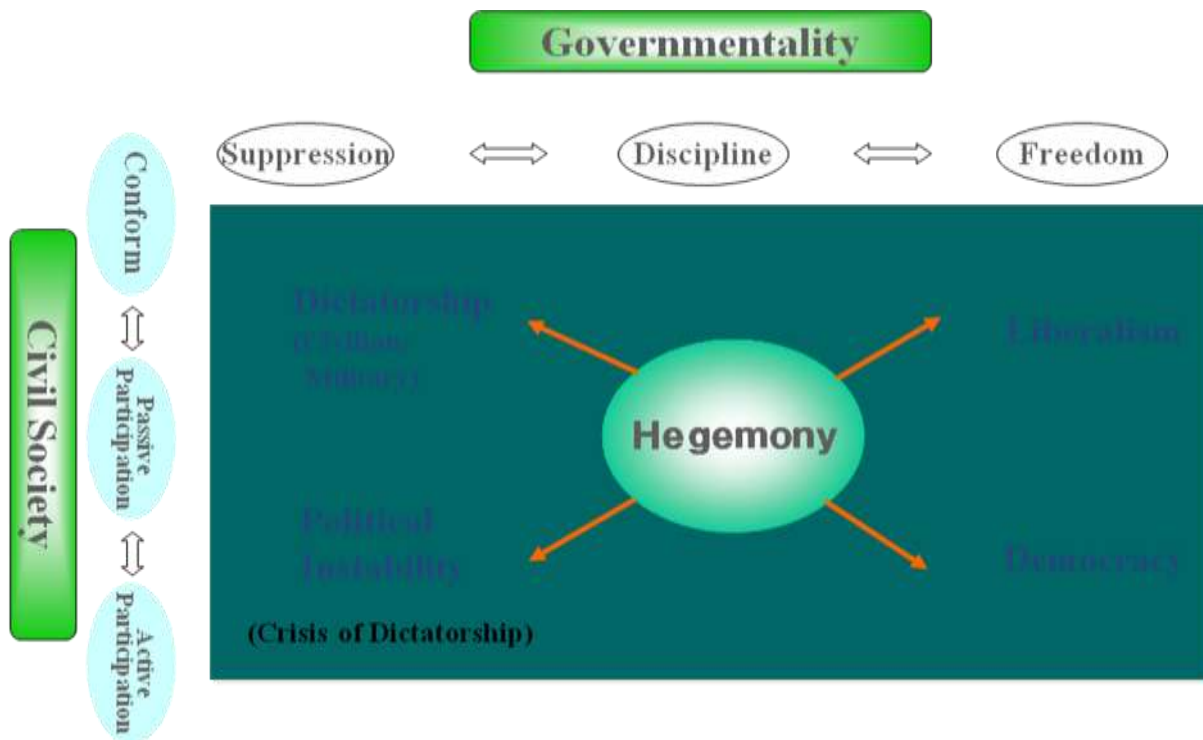 Governmentality
Suppression
Discipline
Freedom
Civil Society
Conform
Passive
Participation
Active
Participation
Dictatorship
Liberalism
Hegemony
Political
Instability
Democracy
(Crisis of Dictatorship)